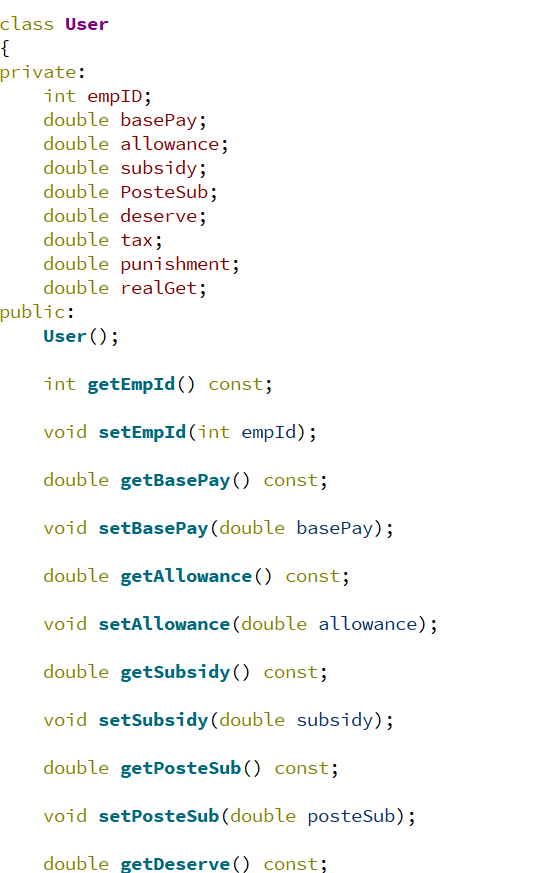 class User
{
private:
    int empID;
    double basePay;
    double allowance;
    double subsidy;
    double PosteSub;
    double deserve;
    double tax;
    double punishment;
    double realGet;
public:
    User();
    int getEmpId() const;
    void setEmpId(int empId);
    double getBasePay() const;
    void setBasePay(double basePay);
    double getAllowance() const;
    void setAllowance(double allowance);
    double getSubsidy() const;
    void setSubsidy(double subsidy);
    double getPosteSub() const;
    void setPosteSub(double posteSub);
    double getDeserve() const;